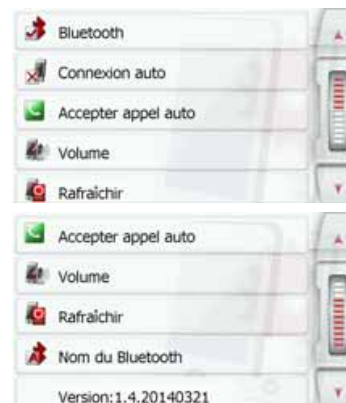 Bluetooth
Connexion auto
Accepter appel auto
Volume
Rafraîchir
Accepter appel auto
Volume
Rafraîchir
Nom du Bluetooth
Version:1.4.20140321